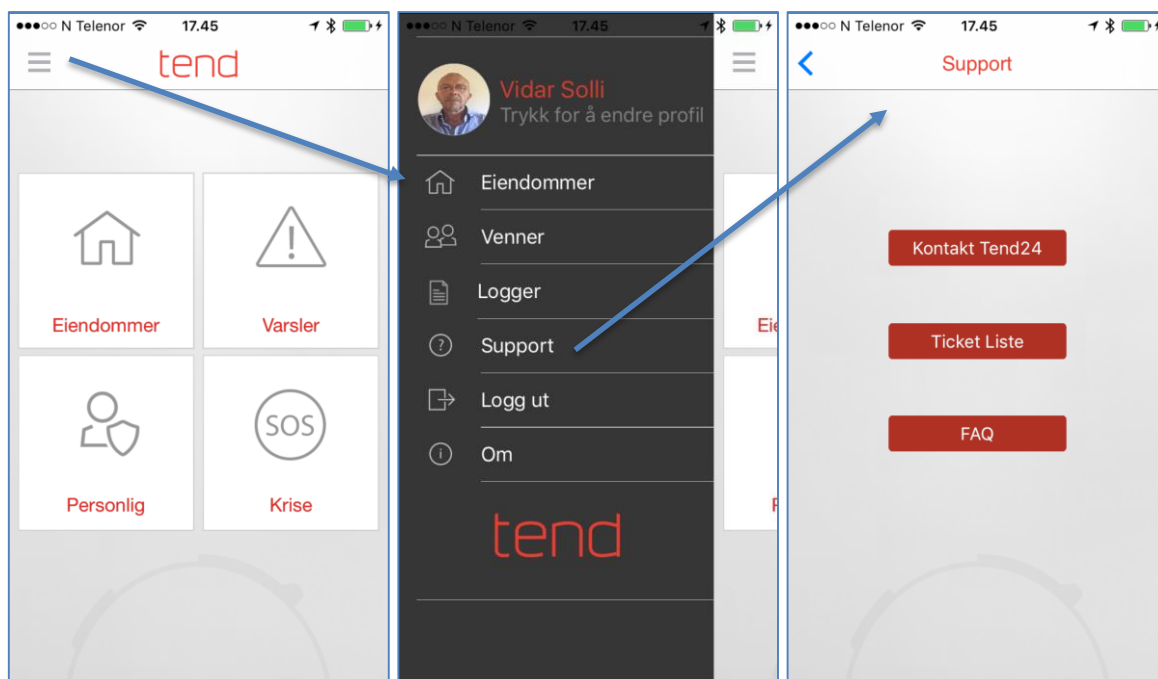 N Telenor 17.45
tend
Eiendommer
Varsler
Personlig
SOS
Krise
N Telenor 17.45
Vidar Solli
Trykk for å endre profil
Eiendommer
Venner
Logger
Support
Logg ut
Om
tend
Eie
P
N Telenor 17.45
Support
Kontakt Tend24
Ticket Liste
FAQ